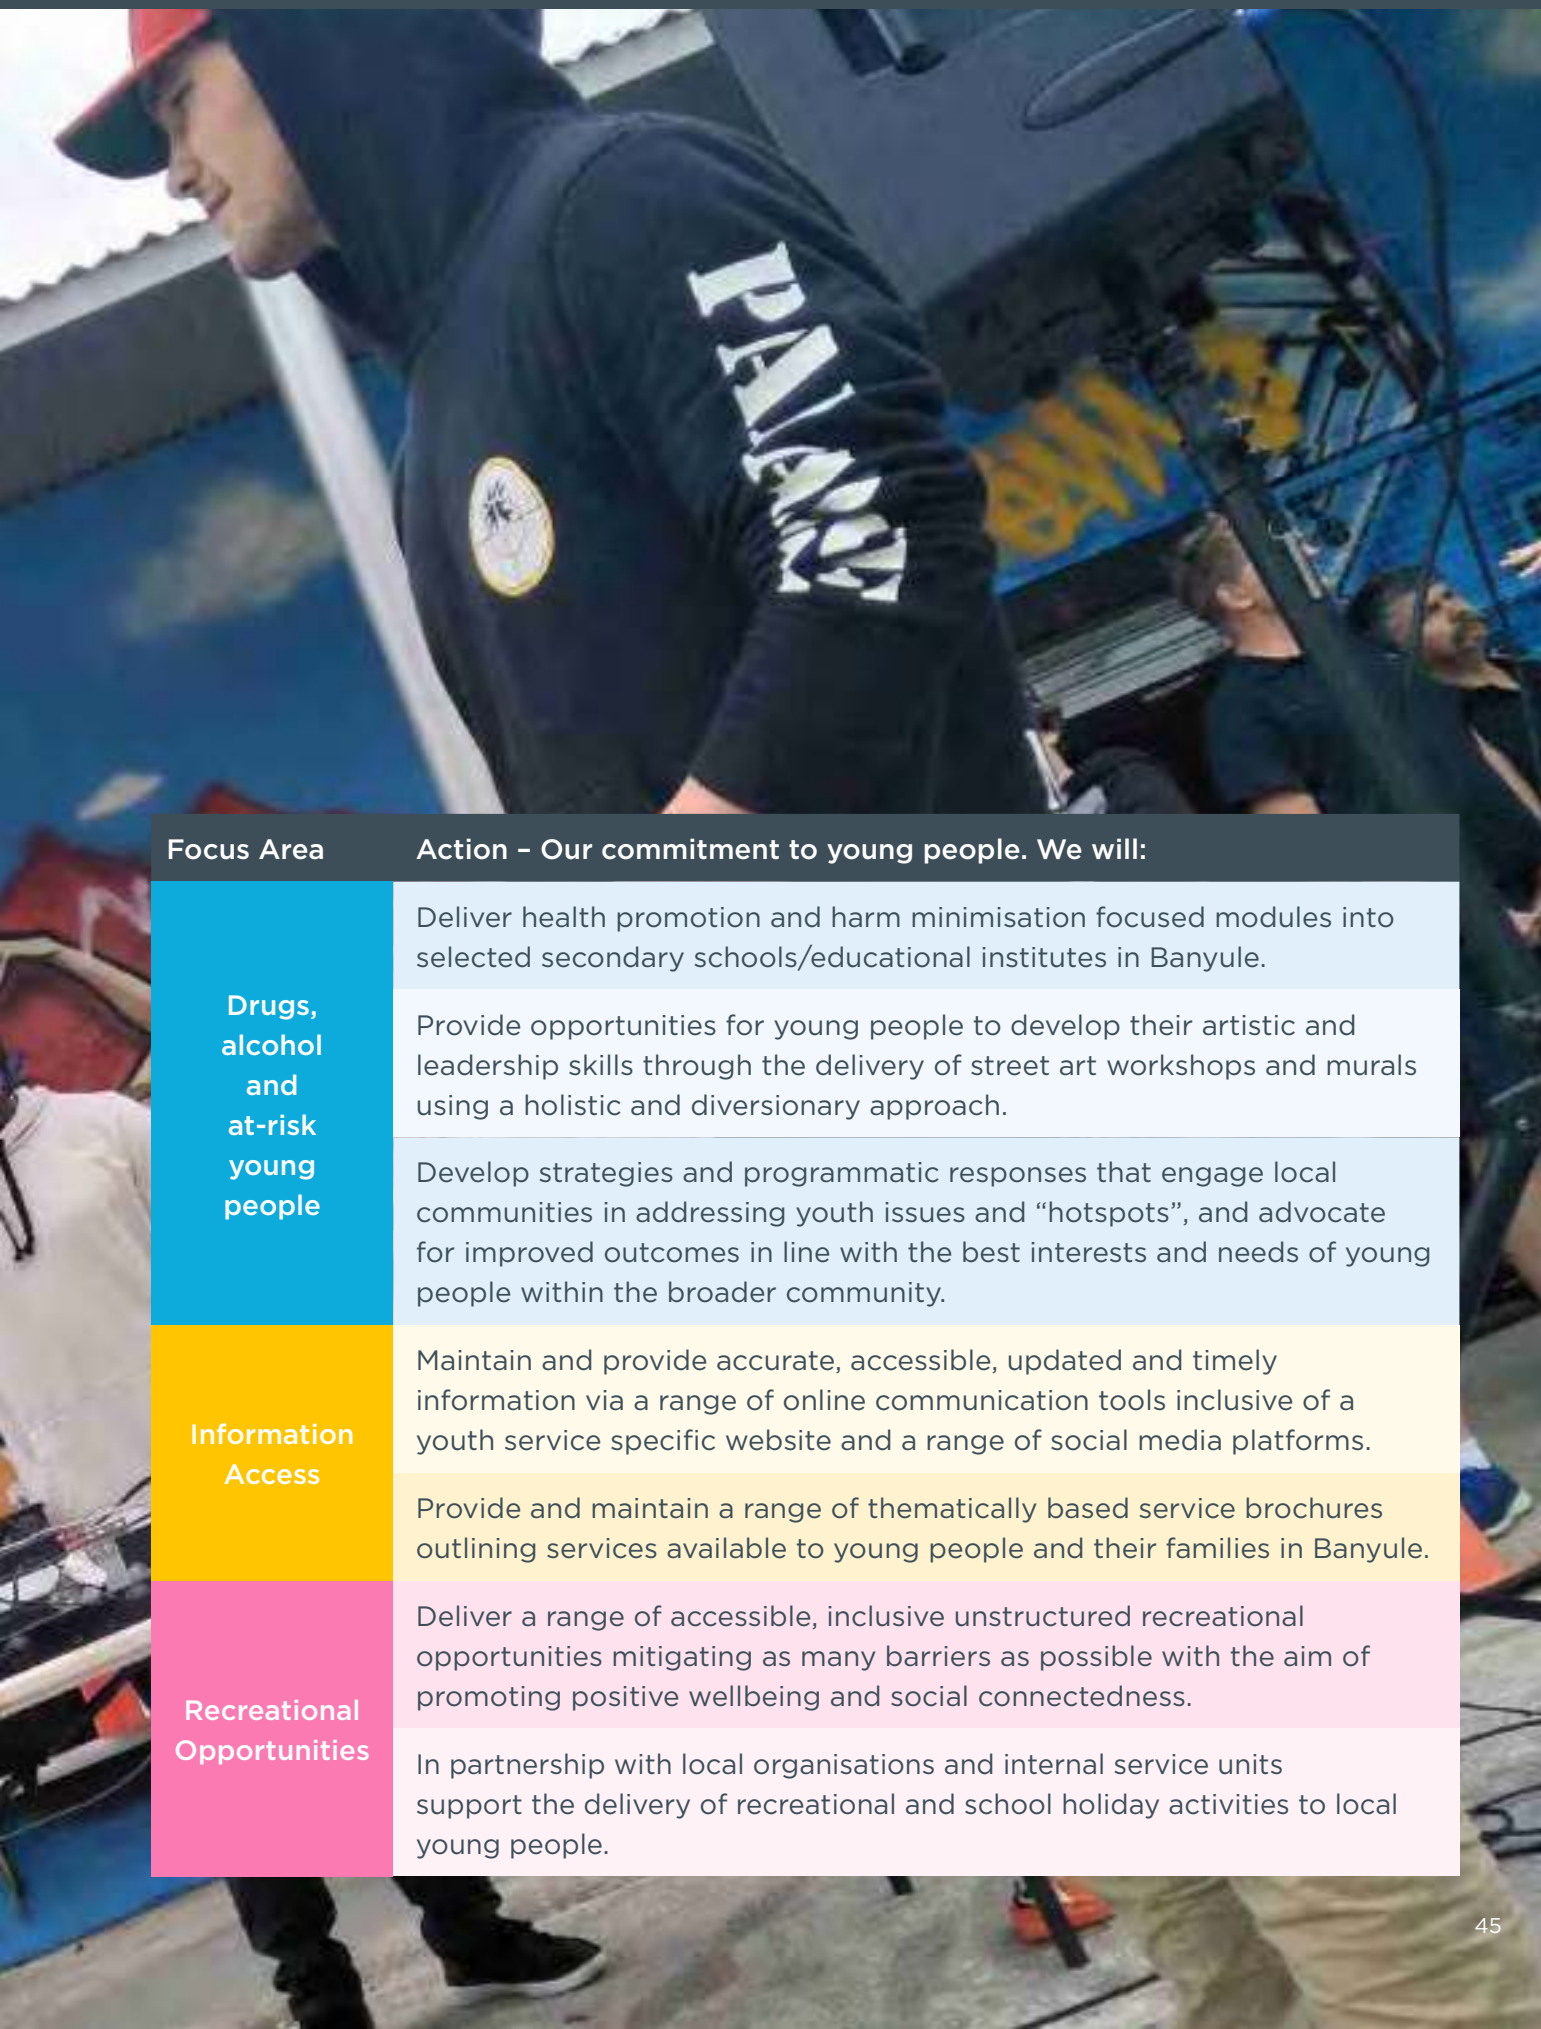 PALACE
Focus Area
Action – Our commitment to young people. We will:
Drugs,
alcohol
and
at-risk
young
people
Deliver health promotion and harm minimisation focused modules into
selected secondary schools/educational institutes in Banyule.
Provide opportunities for young people to develop their artistic and
leadership skills through the delivery of street art workshops and murals
using a holistic and diversionary approach.
Develop strategies and programmatic responses that engage local
communities in addressing youth issues and “hotspots”, and advocate
for improved outcomes in line with the best interests and needs of young
people within the broader community.
Information
Access
Maintain and provide accurate, accessible, updated and timely
information via a range of online communication tools inclusive of a
youth service specific website and a range of social media platforms.
Provide and maintain a range of thematically based service brochures
outlining services available to young people and their families in Banyule.
Recreational
Opportunities
Deliver a range of accessible, inclusive unstructured recreational
opportunities mitigating as many barriers as possible with the aim of
promoting positive wellbeing and social connectedness.
In partnership with local organisations and internal service units
support the delivery of recreational and school holiday activities to local
young people.
45